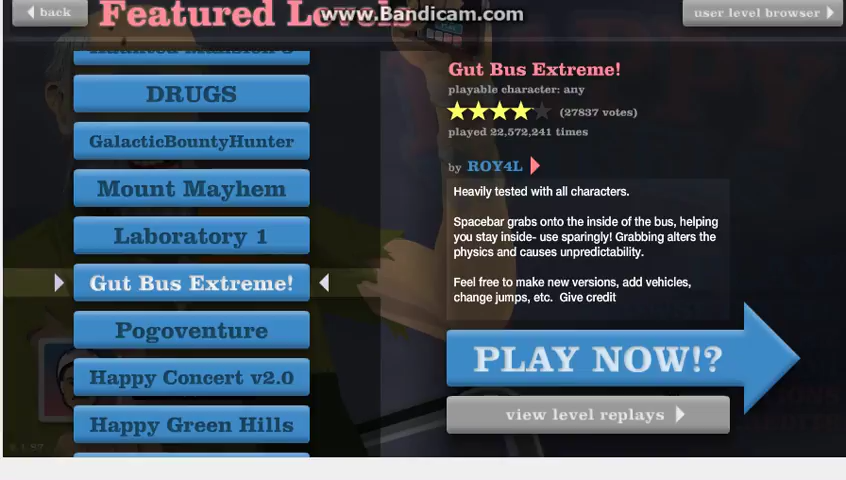 back
Featured Levels
www.Bandicam.com
user level browser
DRUGS
GalacticBountyHunter
Mount Mayhem
Laboratory 1
Gut Bus Extreme!
Pogoventure
Happy Concert v2.0
Happy Green Hills
Gut Bus Extreme!
playable character: any
(27837 votes)
played 22,572,241 times
by ROY4L
Heavily tested with all characters.
Spacebar grabs onto the inside of the bus, helping
you stay inside- use sparingly! Grabbing alters the
physics and causes unpredictability.
Feel free to make new versions, add vehicles,
change jumps, etc.  Give credit
PLAY NOW!?
view level replays